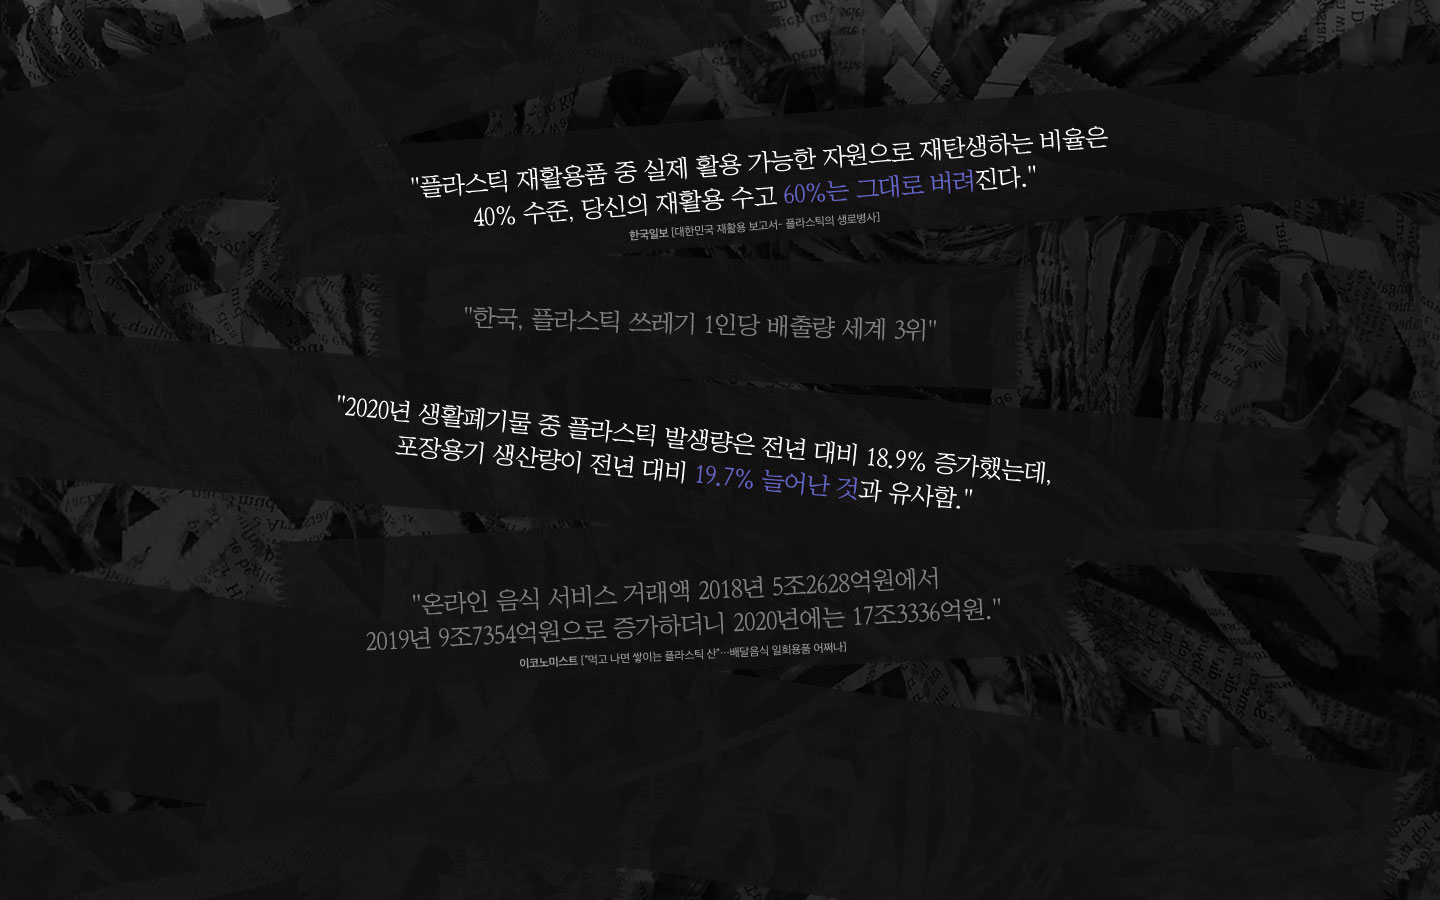 "플라스틱 재활용품 중 실제 활용 가능한 자원으로 재탄생하는 비율은
40% 수준, 당신의 재활용 수고 60%는 그대로 버려진다."
한국일보 [대한민국 재활용 보고서- 플라스틱의 생로병사]
"한국, 플라스틱 쓰레기 1인당 배출량 세계 3위"
"2020년 생활폐기물 중 플라스틱 발생량은 전년 대비 18.9% 증가했는데,
포장용기 생산량이 전년 대비 19.7% 늘어난 것과 유사함."
"온라인 음식 서비스 거래액 2018년 5조2628억원에서
2019년 9조7354억원으로 증가하더니 2020년에는 17조3336억원."
이코노미스트 ["먹고 나면 쌓이는 플라스틱 산"…배달음식 일회용품 어쩌나]